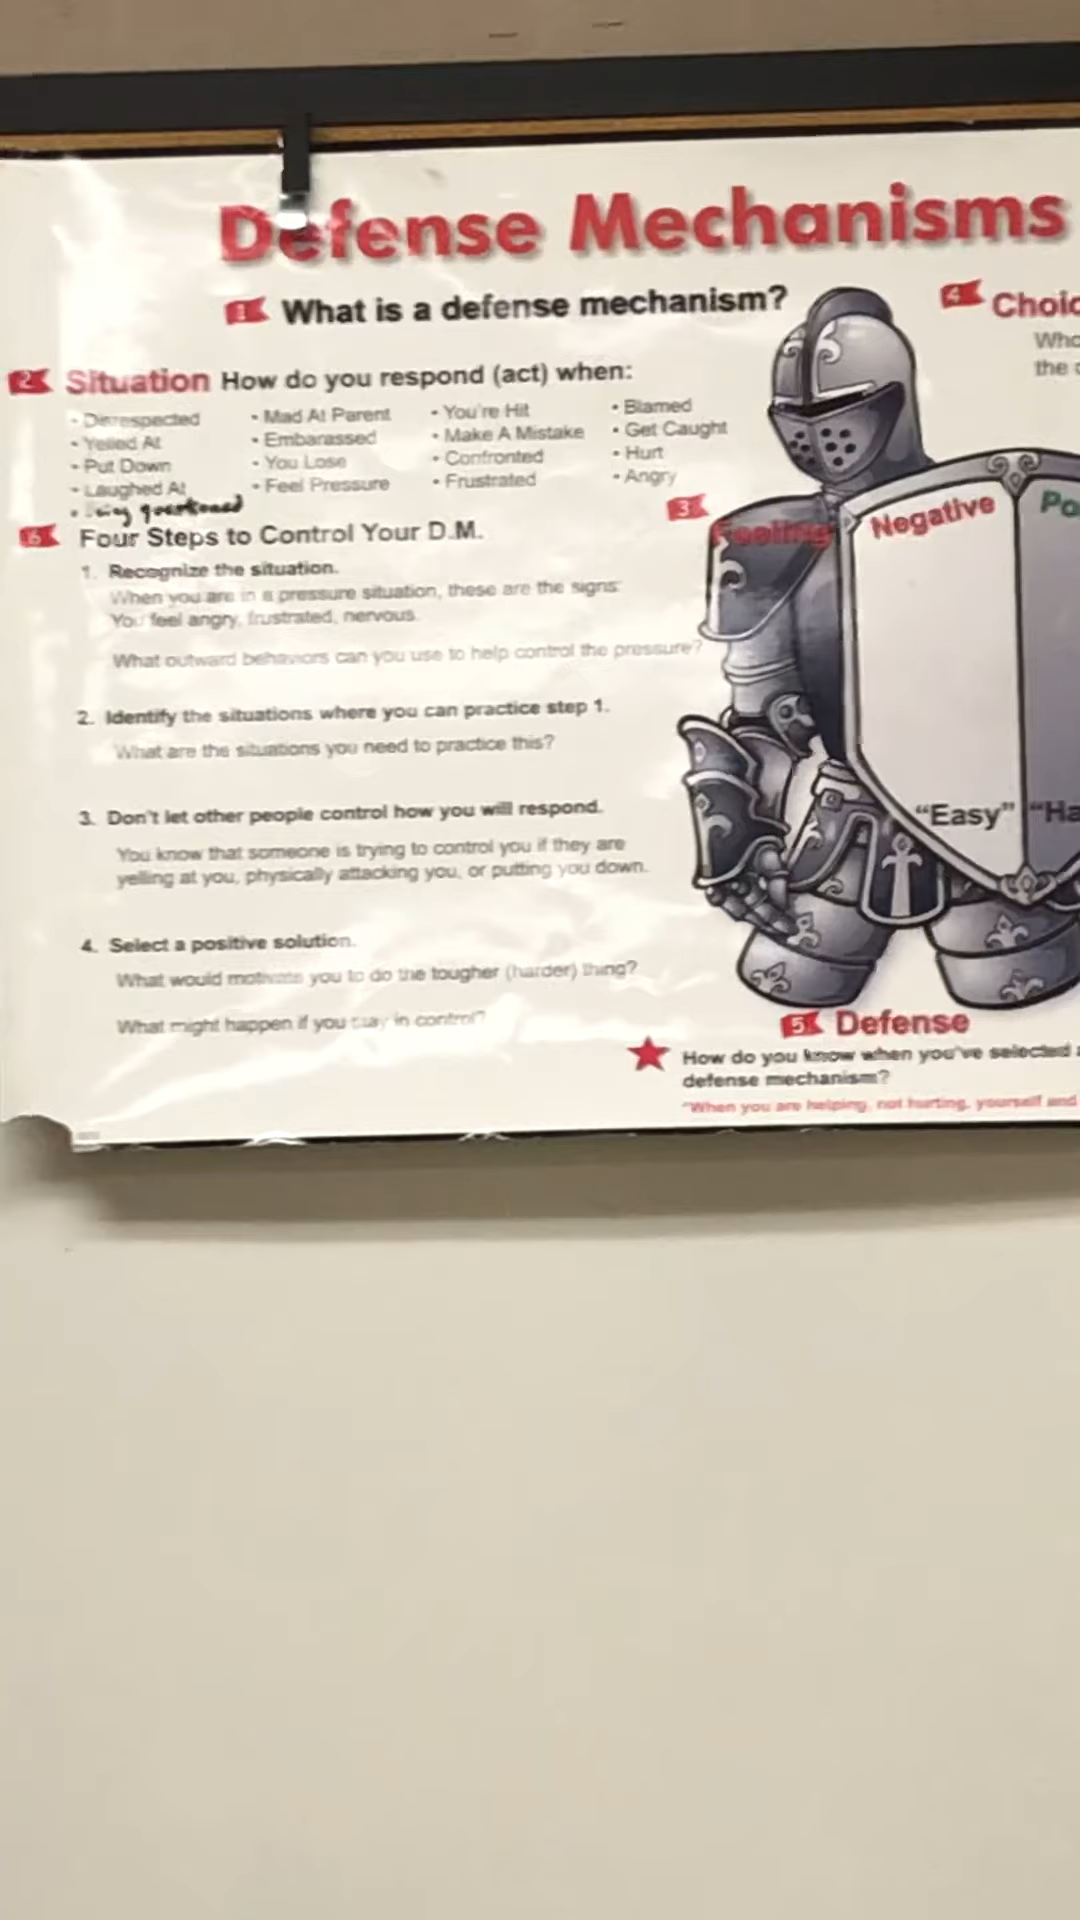 Defense Mechanisms
1 What is a defense mechanism?
2 Situation How do you respond (act) when:
• Disrespected
• Yelled At
• Put Down
• Laughed At
• being questioned
• Mad At Parent
• Embarassed
• You Lose
• Feel Pressure
• You're Hit
• Make A Mistake
• Confronted
• Frustrated
• Blamed
• Get Caught
• Hurt
• Angry
3 Feeling
Negative
"Easy"
4
the
6 Four Steps to Control Your D.M.
1. Recognize the situation.
When you are in a pressure situation, these are the signs:
You feel angry, frustrated, nervous.
What outward behaviors can you use to help control the pressure?
2. Identify the situations where you can practice step 1.
What are the situations you need to practice this?
3. Don't let other people control how you will respond.
You know that someone is trying to control you if they are
yelling at you, physically attacking you, or putting you down.
4. Select a positive solution.
What would motivate you to do the tougher (harder) thing?
What might happen if you stay in control?
5 Defense
How do you know when you've selected a
defense mechanism?
"When you are helping, not hurting, yourself and